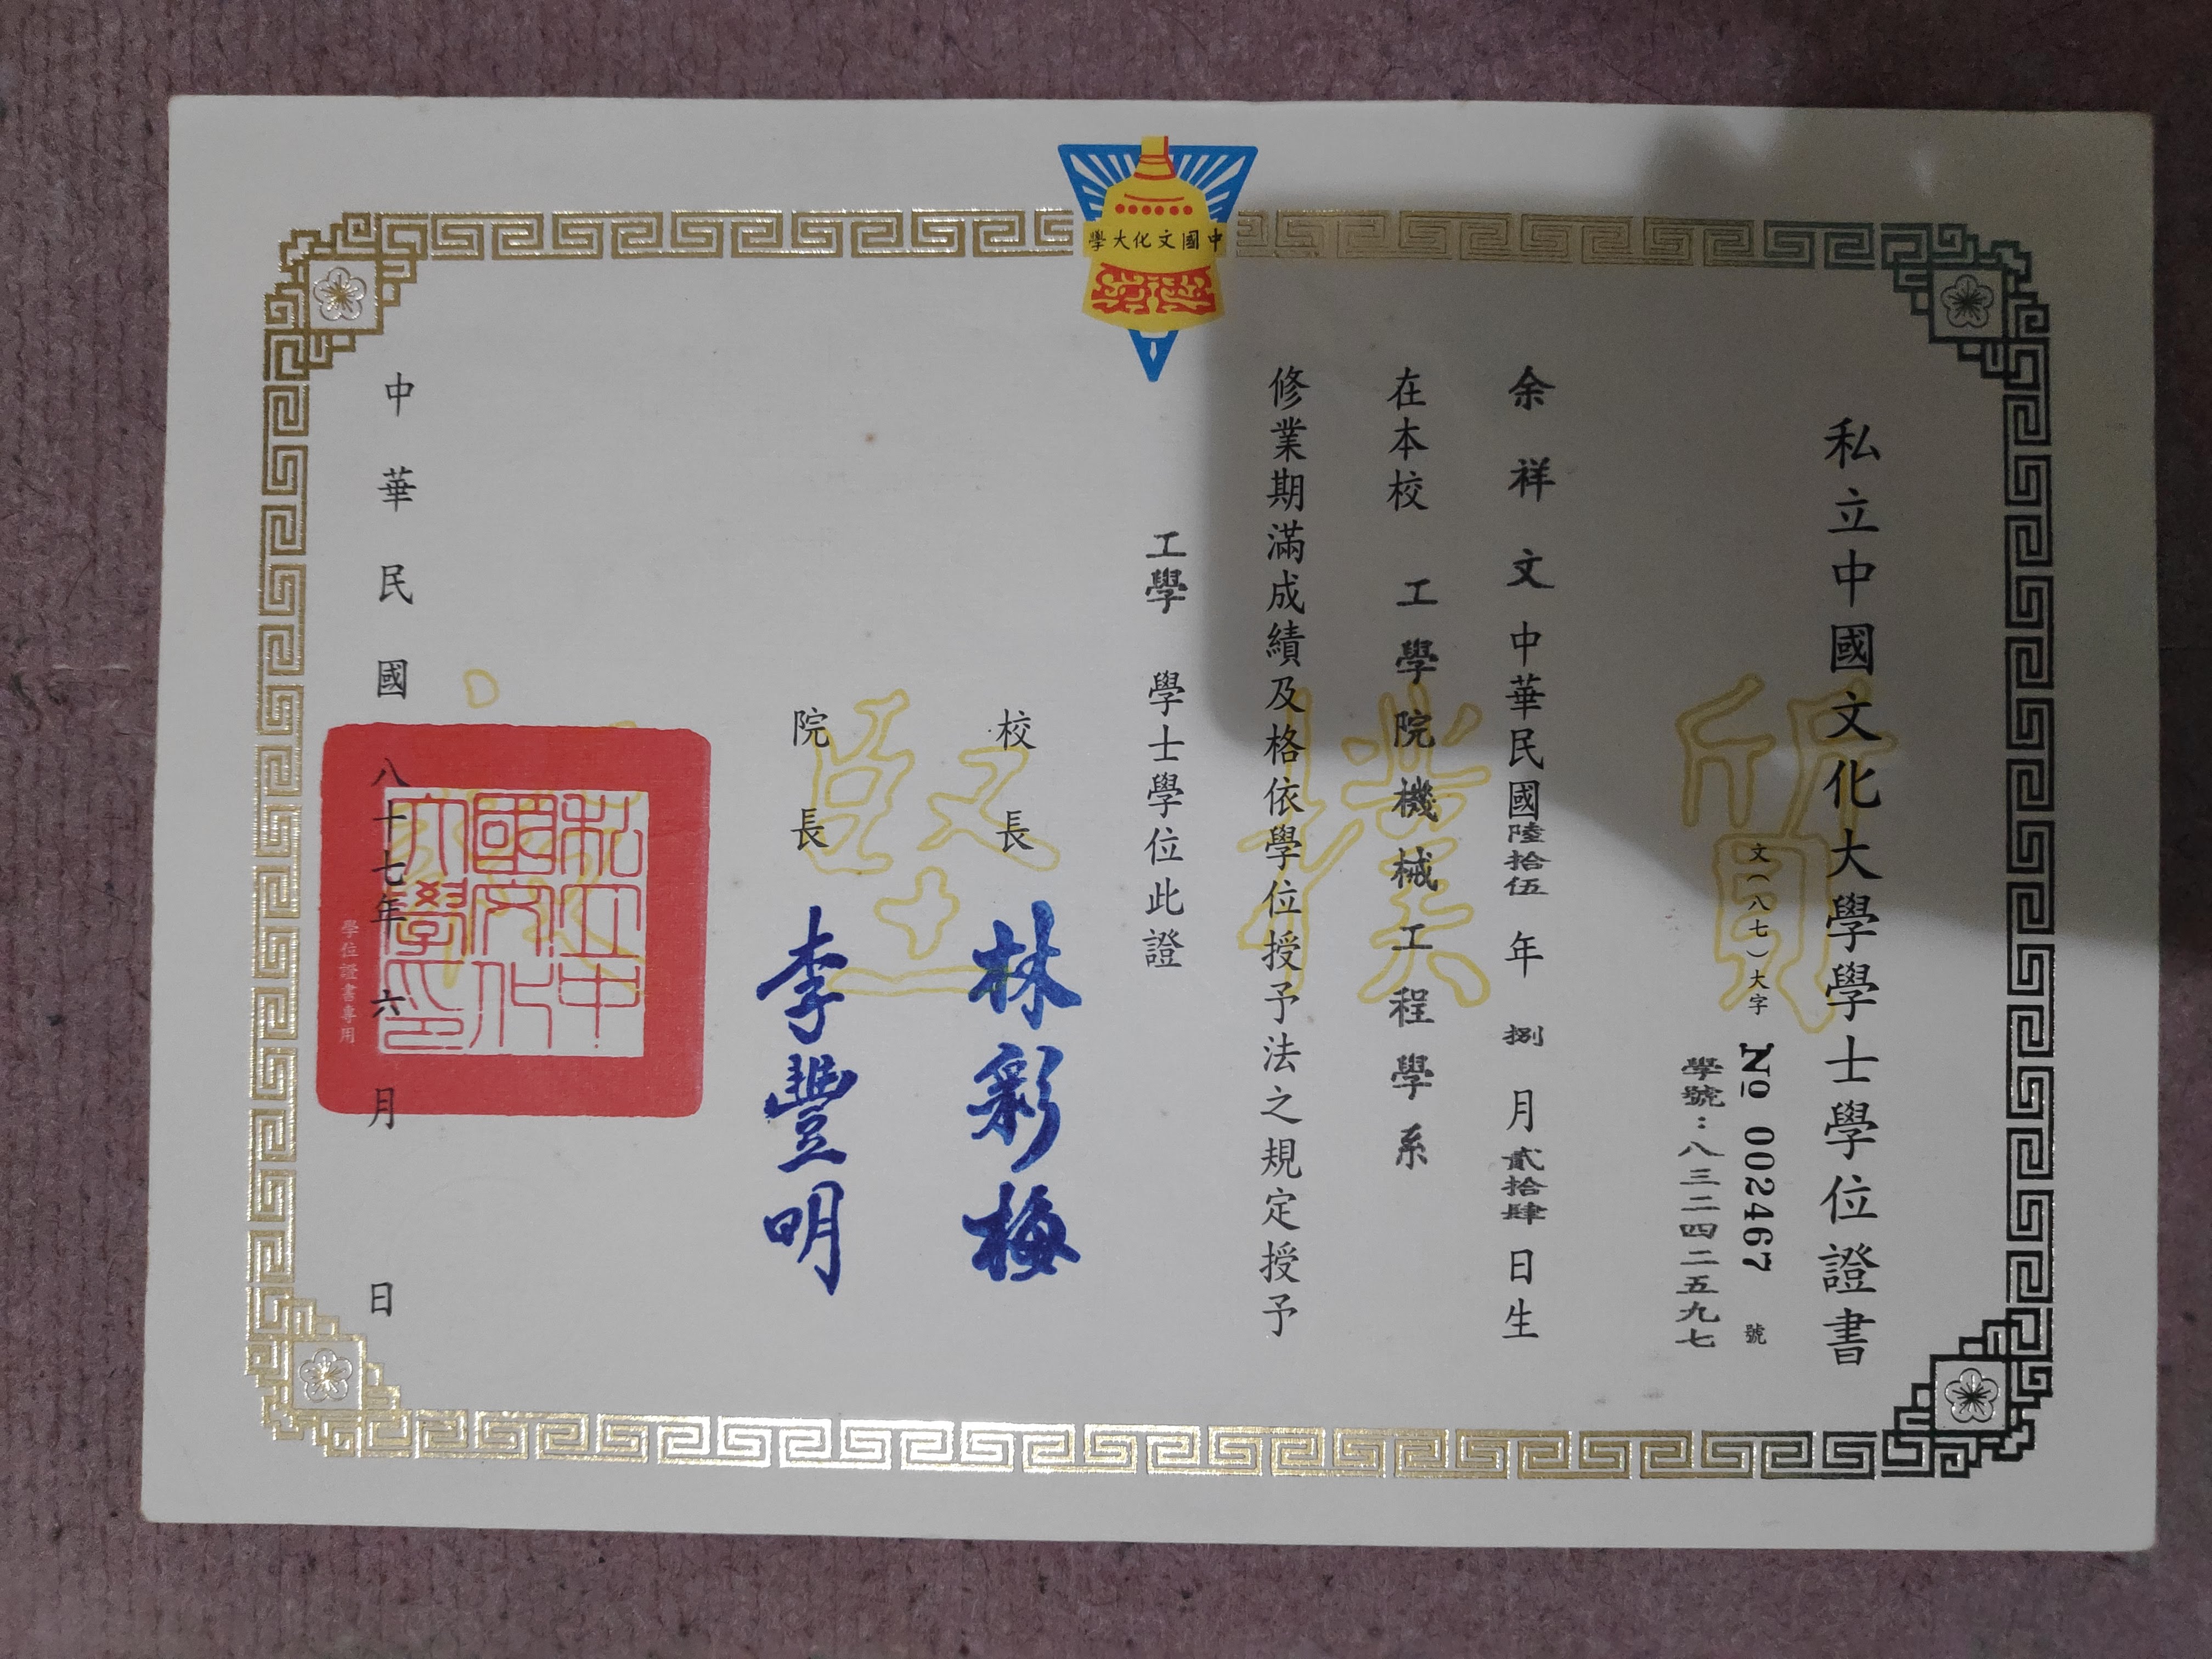 私立中國文化大學學士學位證書
文(八七)大字 No 002467 號
學號：八三二四二五九七
余祥文 中華民國陸拾伍年捌月貳拾肆日生
在本校 工學院機械工程學系
修業期滿成績及格依學位授予法之規定授予
工學 學士學位此證
中國文化大學
校長 林彩梅
院長 李豐明
學位證書專用
中華民國八十七年六月 日